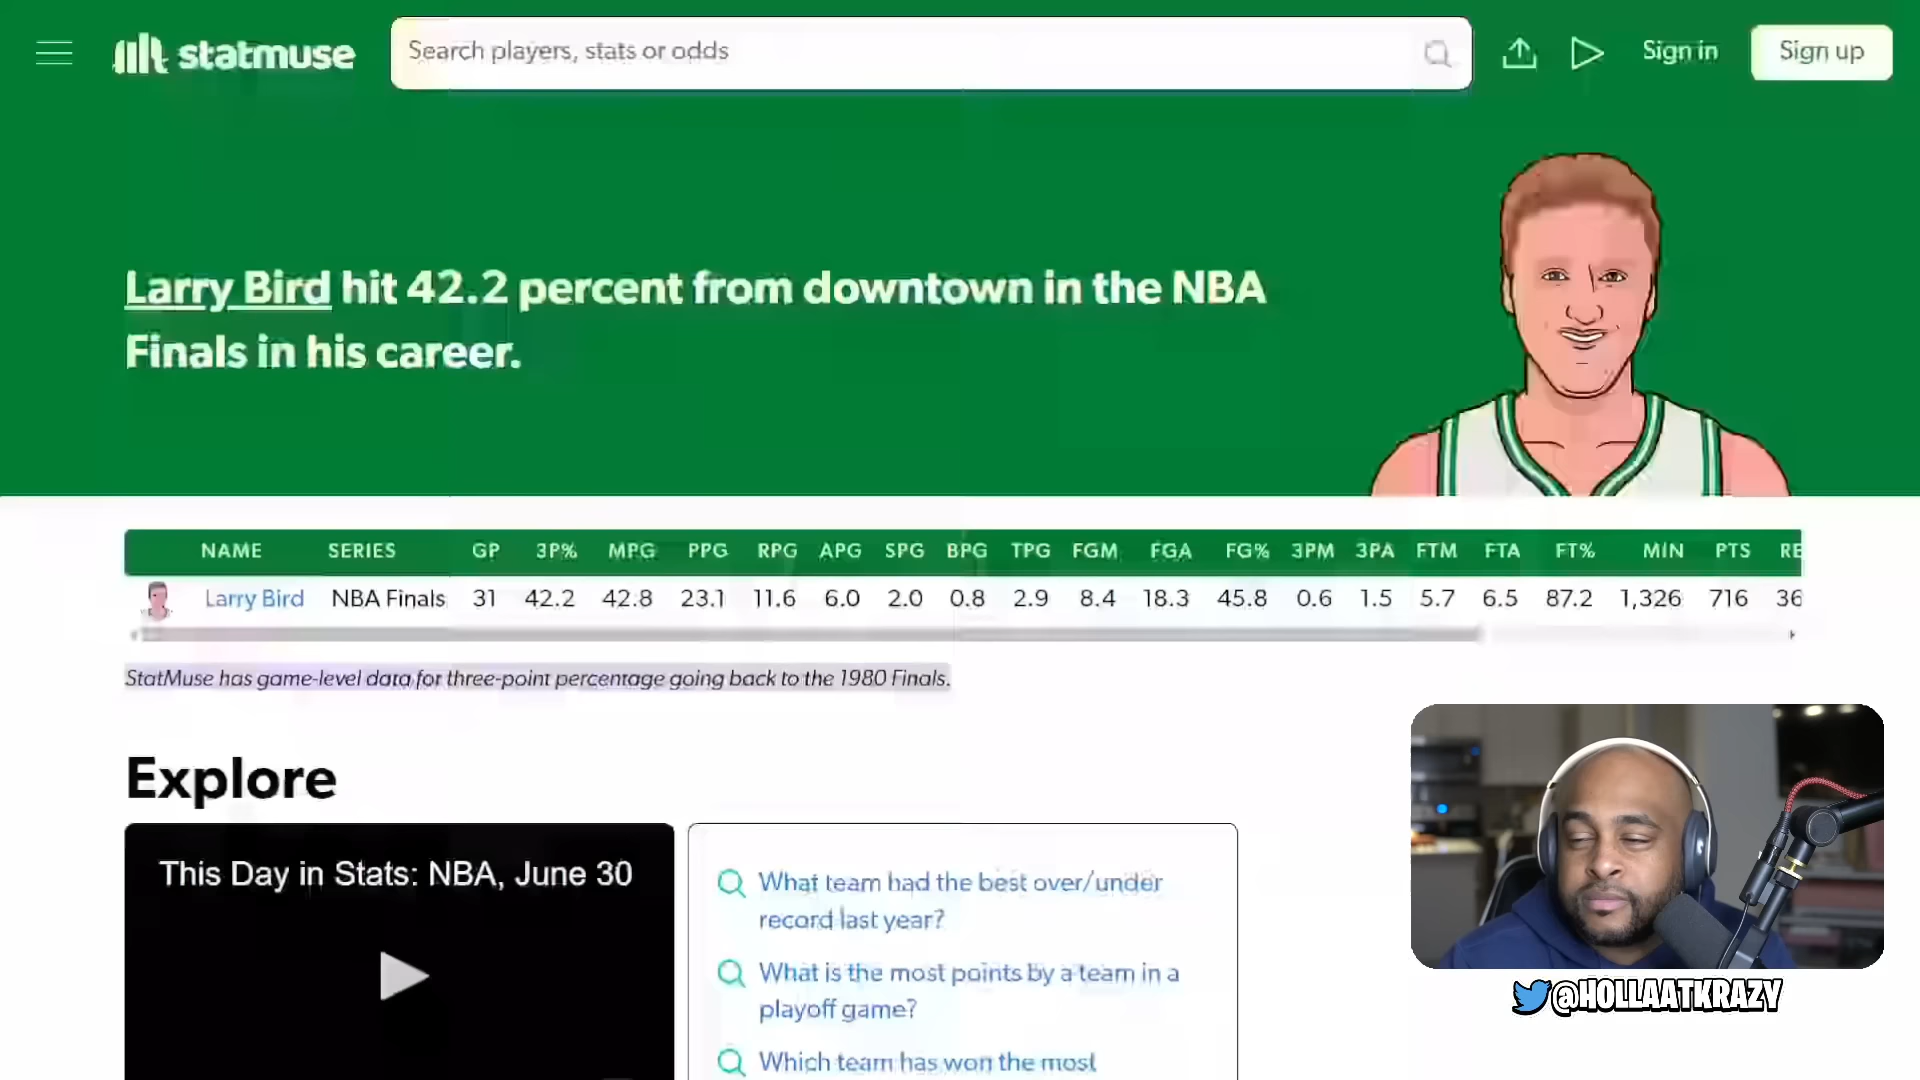 statmuse
Search players, stats or odds
Sign in
Sign up
Larry Bird hit 42.2 percent from downtown in the NBA
Finals in his career.
NAME SERIES GP 3P% MPG PPG RPG APG SPG BPG TPG FGM FGA FG% 3PM 3PA FTM FTA FT% MIN PTS RE
Larry Bird NBA Finals 31 42.2 42.8 23.1 11.6 6.0 2.0 0.8 2.9 8.4 18.3 45.8 0.6 1.5 5.7 6.5 87.2 1,326 716 36
StatMuse has game-level data for three-point percentage going back to the 1980 Finals.
Explore
This Day in Stats: NBA, June 30
What team had the best over/under
record last year?
What is the most points by a team in a
playoff game?
Which team has won the most
@HOLLAATKRAZY